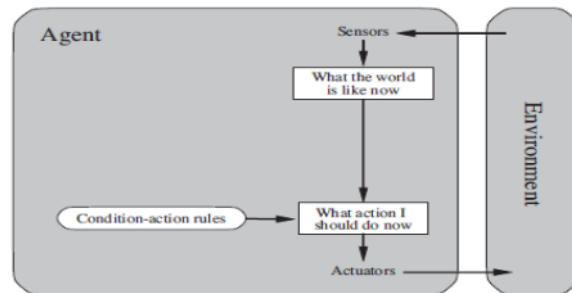 Agent
Sensors
What the world
is like now
Environment
Condition-action rules
What action I
should do now
Actuators